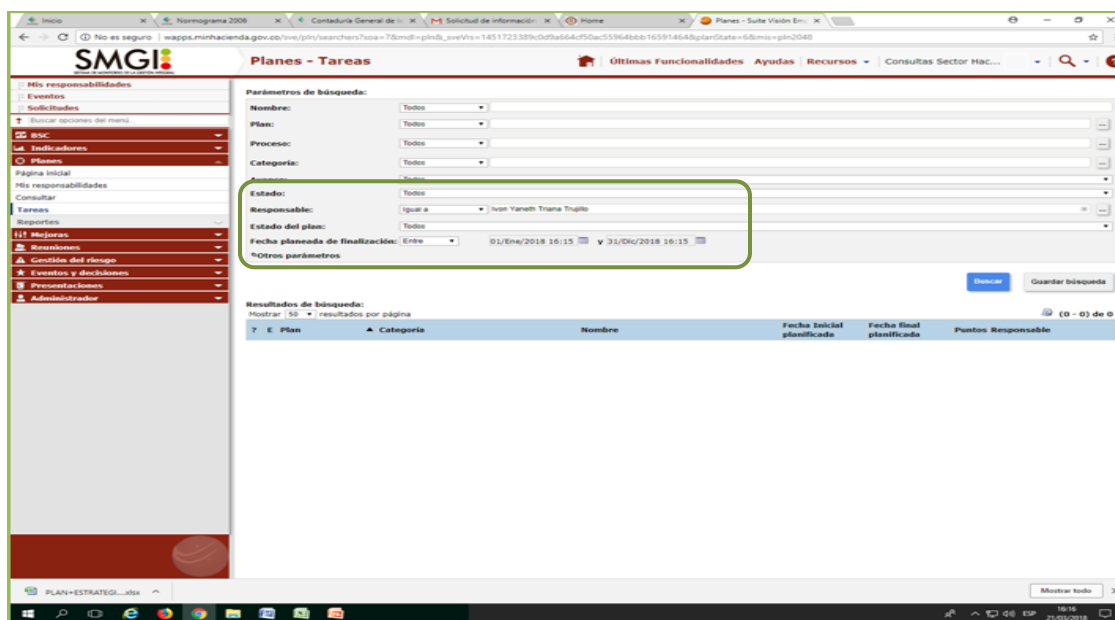 Inicio
Normograma 2006
Contaduría General de l
Solicitud de información
Home
Planes - Suite Visión Em
No es seguro | wapps.minhacienda.gov.co/sve/pln/searchers?soa=7&mdl=pln&_sveVrs=
SMGI
Planes - Tareas
Últimas Funcionalidades Ayudas Recursos Consultas Sector Hac...
Mis responsabilidades
Eventos
Solicitudes
Buscar opciones del menú...
BSC
Indicadores
Planes
Página inicial
Mis responsabilidades
Consultar
Tareas
Reportes
Mejoras
Reuniones
Gestión del riesgo
Eventos y decisiones
Presentaciones
Administrador
Parámetros de búsqueda:
Nombre: Todos
Plan: Todos
Proceso: Todos
Categoría: Todos
Estado: Todos
Responsable: Igual a Ivon Yaneth Triana Trujillo
Estado del plan: Todos
Fecha planeada de finalización: Entre 01/Ene/2018 16:15 y 31/Dic/2018 16:15
Otros parámetros
Buscar Guardar búsqueda
Resultados de búsqueda:
Mostrar 50 resultados por página (0 - 0) de 0
? E Plan Categoría Nombre Fecha Inicial planificada Fecha final planificada Puntos Responsable
PLAN+ESTRATEGI....xlsx
Mostrar todo
ESP 16:16
21/03/2018